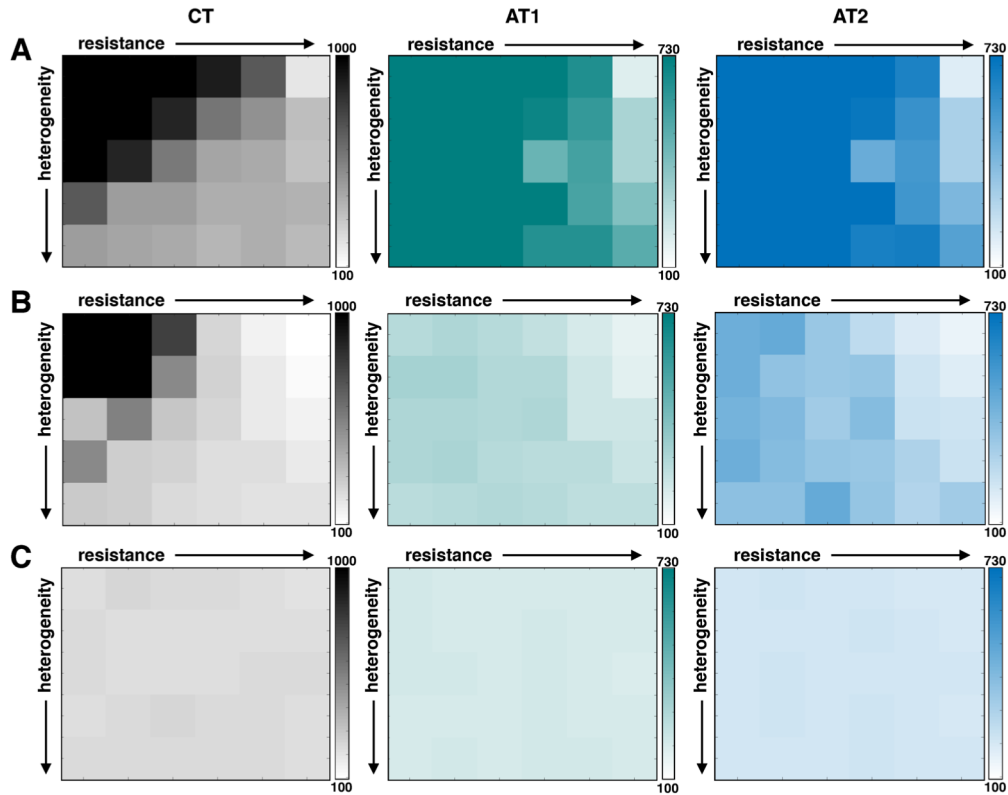 CT AT1 AT2
A resistance 1000 resistance 730 resistance 730
heterogeneity heterogeneity heterogeneity
100 100 100
B resistance 1000 resistance 730 resistance 730
heterogeneity heterogeneity heterogeneity
100 100 100
C resistance 1000 resistance 730 resistance 730
heterogeneity heterogeneity heterogeneity
100 100 100